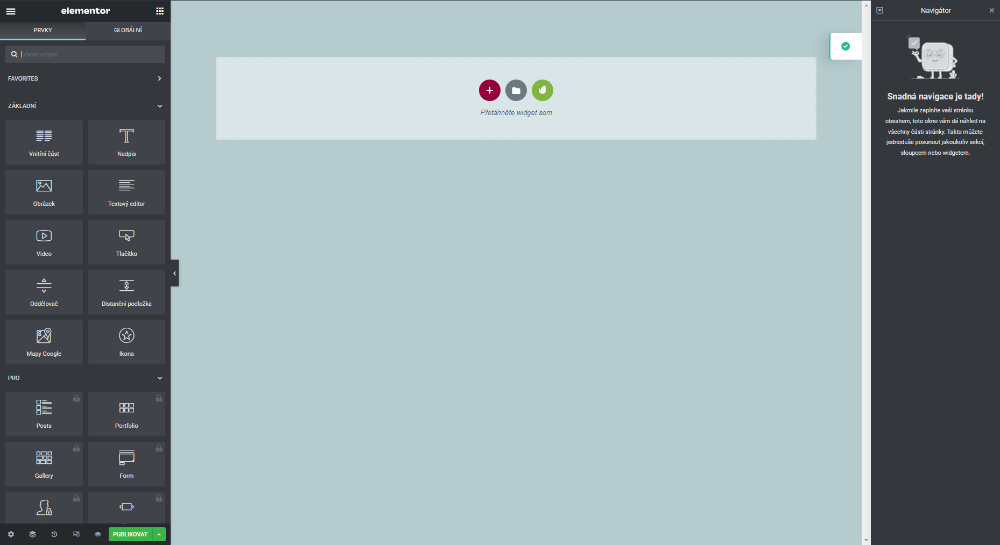 elementor
PRVKY
GLOBÁLNÍ
Hledat widget...
FAVORITES
ZÁKLADNÍ
Vnitřní část
Nadpis
Obrázek
Textový editor
Video
Tlačítko
Oddělovač
Distanční podložka
Mapy Google
Ikona
PRO
Posts
Portfolio
Gallery
Form
PUBLIKOVAT
Přetáhněte widget sem
Navigátor
Snadná navigace je tady!
Jakmile zaplníte vaši stránku
obsahem, toto okno vám dá náhled na
všechny části stránky. Takto můžete
jednoduše posunout jakoukoliv sekcí,
sloupcem nebo widgetem.